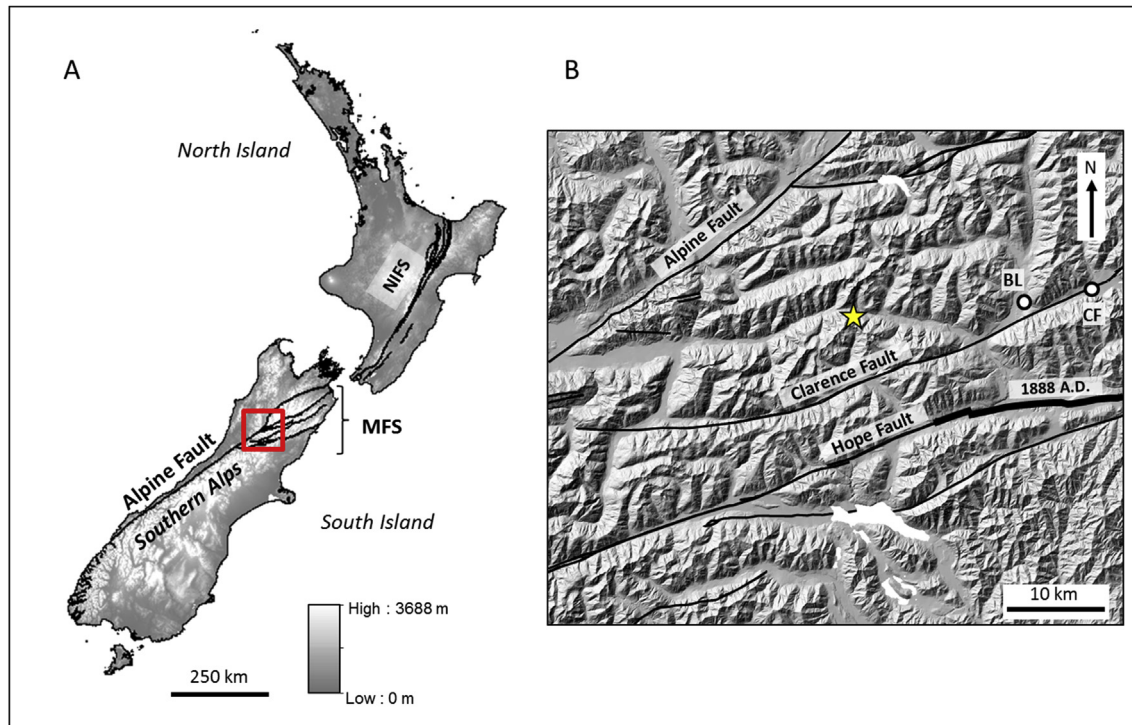 A
North Island
NIFS
MFS
Alpine Fault
Southern Alps
South Island
High : 3688 m
Low : 0 m
250 km
B
N
Alpine Fault
BL
CF
Clarence Fault
1888 A.D.
Hope Fault
10 km